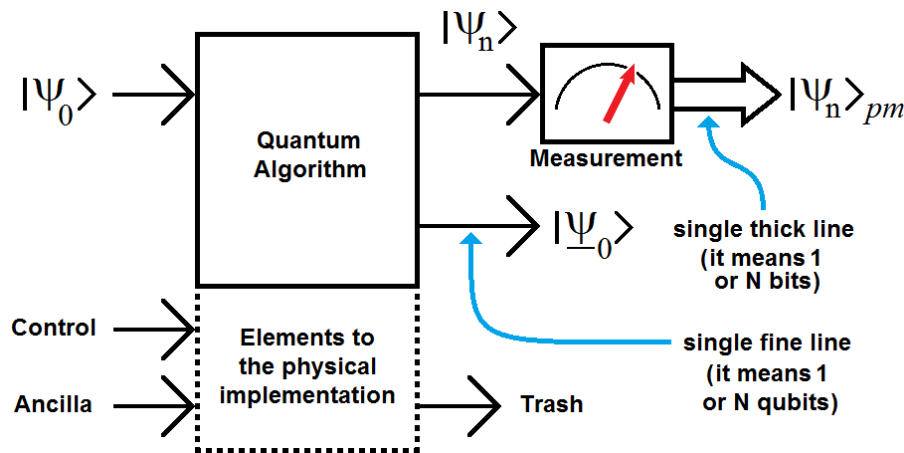 |Ψ₀⟩
Quantum
Algorithm
|Ψₙ⟩
Measurement
|Ψₙ⟩ₚₘ
|Ψ̲₀⟩
single thick line
(it means 1
or N bits)
Control
Ancilla
Elements to
the physical
implementation
Trash
single fine line
(it means 1
or N qubits)